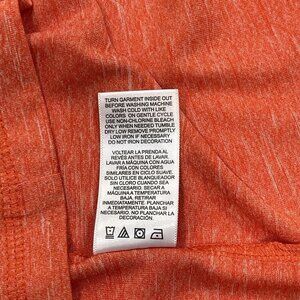 TURN GARMENT INSIDE OUT
BEFORE WASHING MACHINE
WASH COLD WITH LIKE
COLORS ON GENTLE CYCLE
USE NON-CHLORINE BLEACH
ONLY WHEN NEEDED TUMBLE
DRY LOW REMOVE PROMPTLY
LOW IRON IF NECESSARY
DO NOT IRON DECORATION
VOLTEAR LA PRENDA AL
REVÉS ANTES DE LAVAR.
LAVAR A MÁQUINA CON AGUA
FRÍA CON COLORES
SIMILARES EN CICLO SUAVE.
SOLO UTILICE BLANQUEADOR
SIN CLORO CUANDO SEA
NECESARIO. SECAR A
MÁQUINA A TEMPERATURA
BAJA. RETIRAR
INMEDIATAMENTE. PLANCHAR
A TEMPERATURA BAJA SI
ES NECESARIO. NO
PLANCHAR LA DECORACIÓN